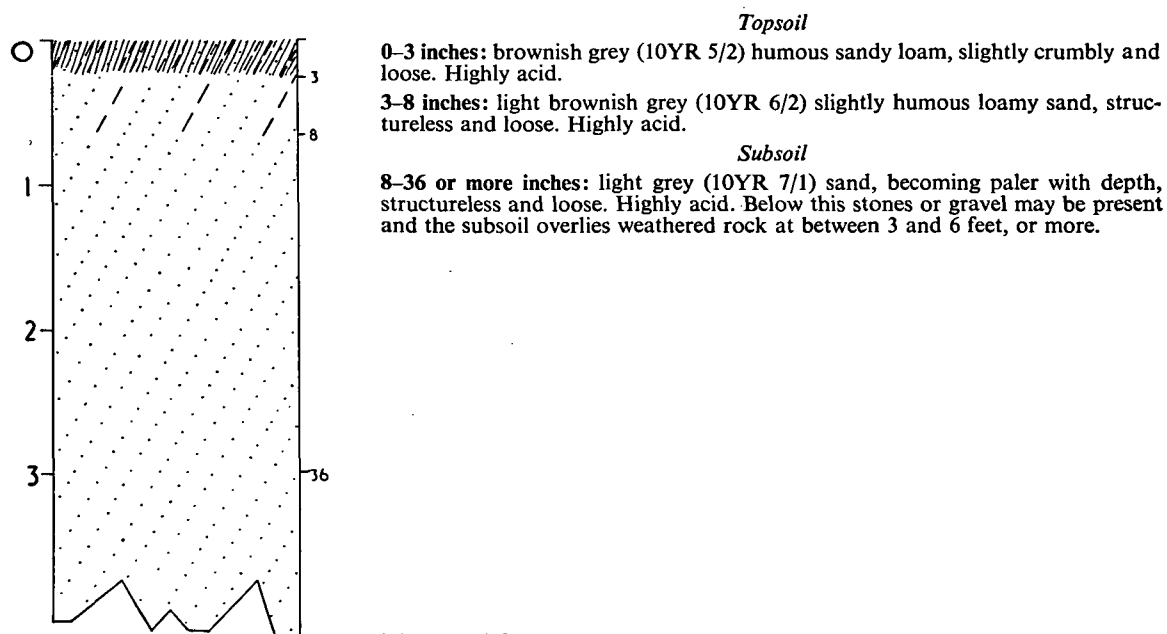 Topsoil
0–3 inches: brownish grey (10YR 5/2) humous sandy loam, slightly crumbly and
loose. Highly acid.
3–8 inches: light brownish grey (10YR 6/2) slightly humous loamy sand, struc-
tureless and loose. Highly acid.
Subsoil
8–36 or more inches: light grey (10YR 7/1) sand, becoming paler with depth,
structureless and loose. Highly acid. Below this stones or gravel may be present
and the subsoil overlies weathered rock at between 3 and 6 feet, or more.
0
3
8
1
2
3
36